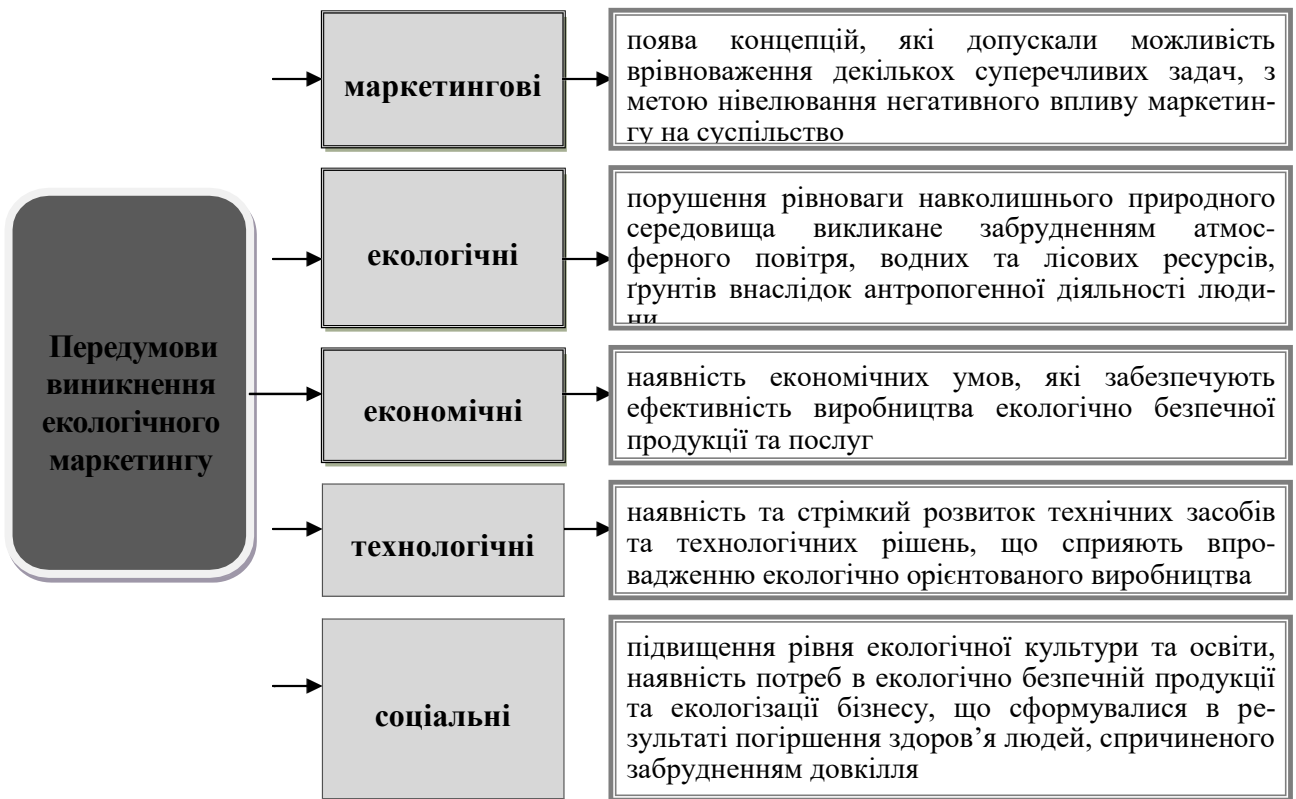 Передумови
виникнення
екологічного
маркетингу
маркетингові
поява концепцій, які допускали можливість
врівноваження декількох суперечливих задач, з
метою нівелювання негативного впливу маркетин-
гу на суспільство
екологічні
порушення рівноваги навколишнього природного
середовища викликане забрудненням атмос-
ферного повітря, водних та лісових ресурсів,
ґрунтів внаслідок антропогенної діяльності люди-
ни
економічні
наявність економічних умов, які забезпечують
ефективність виробництва екологічно безпечної
продукції та послуг
технологічні
наявність та стрімкий розвиток технічних засобів
та технологічних рішень, що сприяють впро-
вадженню екологічно орієнтованого виробництва
соціальні
підвищення рівня екологічної культури та освіти,
наявність потреб в екологічно безпечній продукції
та екологізації бізнесу, що сформувалися в ре-
зультаті погіршення здоров’я людей, спричиненого
забрудненням довкілля